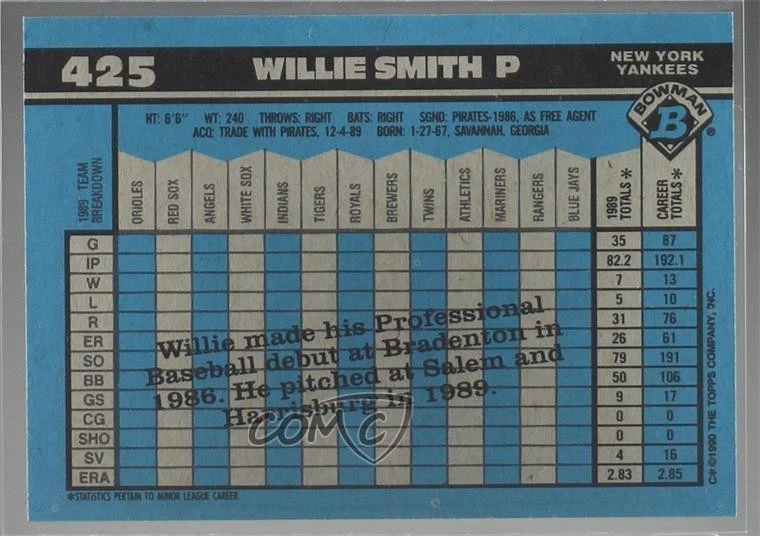 425 WILLIE SMITH P NEW YORK
YANKEES
BOWMAN
B
®
HT: 6'6" WT: 240 THROWS: RIGHT BATS: RIGHT SGND: PIRATES-1986, AS FREE AGENT
ACQ: TRADE WITH PIRATES, 12-4-89 BORN: 1-27-67, SAVANNAH, GEORGIA
1989 TEAM
BREAKDOWN
ORIOLES
RED SOX
ANGELS
WHITE SOX
INDIANS
TIGERS
ROYALS
BREWERS
TWINS
ATHLETICS
MARINERS
RANGERS
BLUE JAYS
1989
TOTALS*
CAREER
TOTALS*
G 35 87
IP 82.2 192.1
W 7 13
L 5 10
R 31 76
ER 26 61
SO 79 191
BB 50 106
GS 9 17
CG 0 0
SHO 0 0
SV 4 16
ERA 2.83 2.85
Willie made his Professional
Baseball debut at Bradenton in
1986. He pitched at Salem and
Harrisburg in 1989.
COMC
*STATISTICS PERTAIN TO MINOR LEAGUE CAREER.
C* ©1990 THE TOPPS COMPANY, INC.